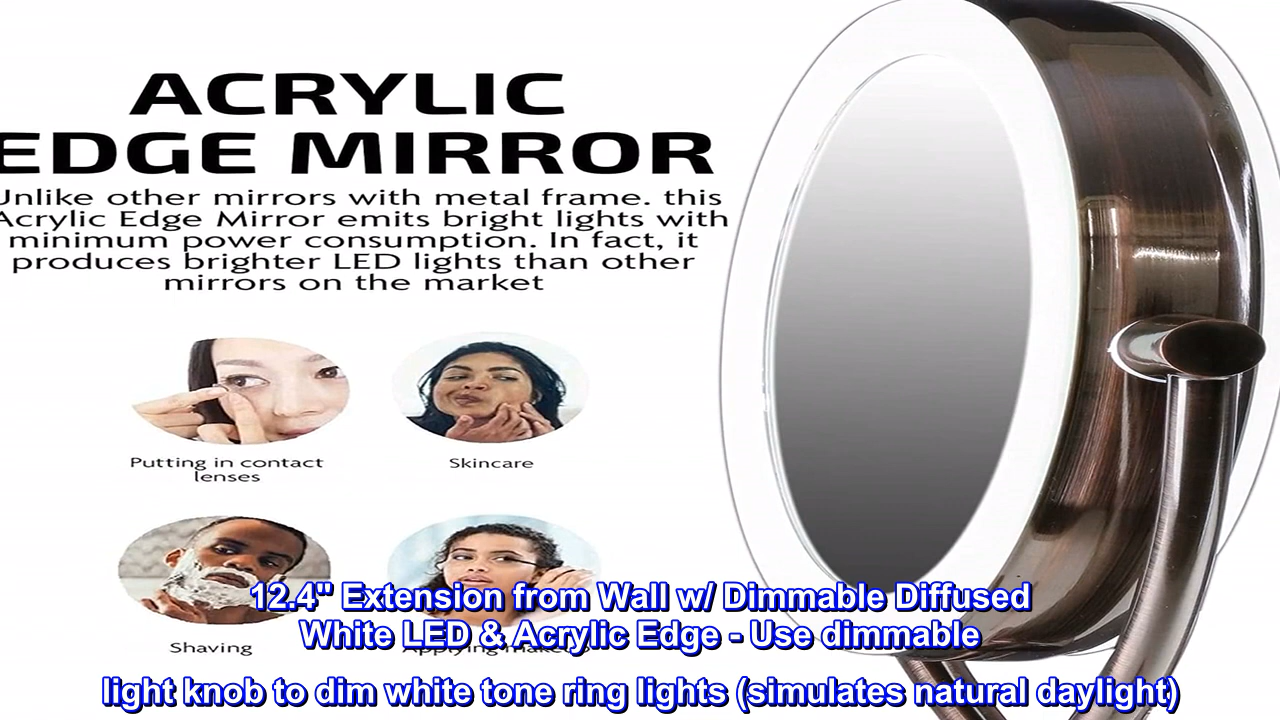 ACRYLIC
EDGE MIRROR
Unlike other mirrors with metal frame. this
Acrylic Edge Mirror emits bright lights with
minimum power consumption. In fact, it
produces brighter LED lights than other
mirrors on the market
Putting in contact
lenses
Skincare
Shaving
Applying makeup
12.4" Extension from Wall w/ Dimmable Diffused
White LED & Acrylic Edge - Use dimmable
light knob to dim white tone ring lights (simulates natural daylight)